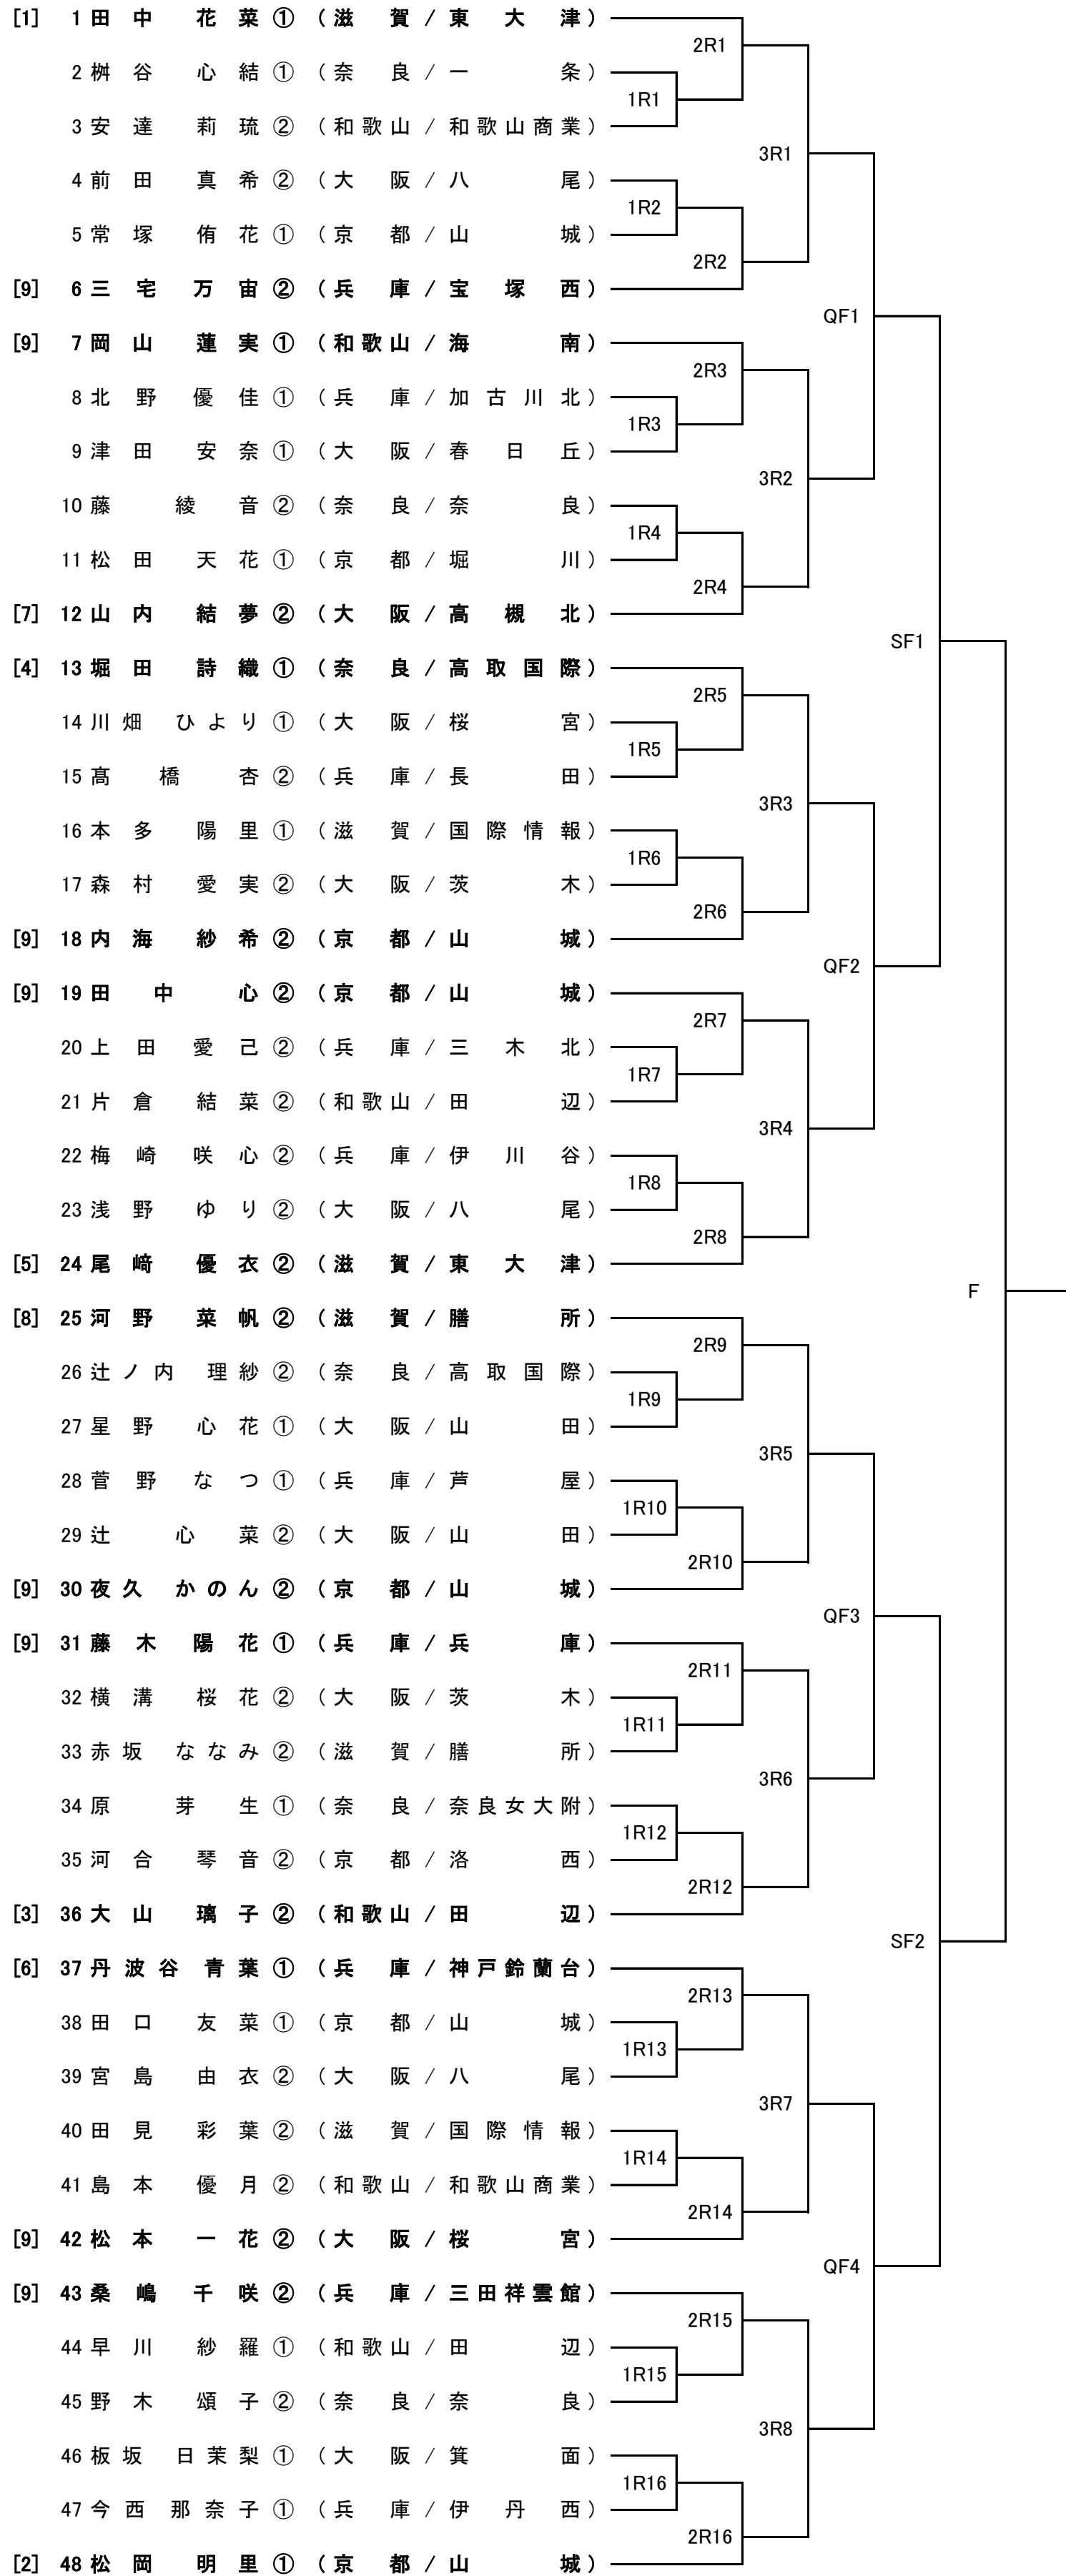 [1] 1 田中 花菜 ① (滋賀/東大津)
2R1
2 桝谷 心結 ① (奈良/一条)
1R1
3 安達 莉琉 ② (和歌山/和歌山商業)
3R1
4 前田 真希 ② (大阪/八尾)
1R2
5 常塚 侑花 ① (京都/山城)
2R2
[9] 6 三宅 万宙 ② (兵庫/宝塚西)
QF1
[9] 7 岡山 蓮実 ① (和歌山/海南)
2R3
8 北野 優佳 ① (兵庫/加古川北)
1R3
9 津田 安奈 ① (大阪/春日丘)
3R2
10 藤 綾音 ② (奈良/奈良)
1R4
11 松田 天花 ① (京都/堀川)
2R4
[7] 12 山内 結夢 ② (大阪/高槻北)
SF1
[4] 13 堀田 詩織 ① (奈良/高取国際)
2R5
14 川畑 ひより ① (大阪/桜宮)
1R5
15 髙橋 杏 ② (兵庫/長田)
3R3
16 本多 陽里 ① (滋賀/国際情報)
1R6
17 森村 愛実 ② (大阪/茨木)
2R6
[9] 18 内海 紗希 ② (京都/山城)
QF2
[9] 19 田中 心 ② (京都/山城)
2R7
20 上田 愛己 ② (兵庫/三木北)
1R7
21 片倉 結菜 ② (和歌山/田辺)
3R4
22 梅崎 咲心 ② (兵庫/伊川谷)
1R8
23 浅野 ゆり ② (大阪/八尾)
2R8
[5] 24 尾﨑 優衣 ② (滋賀/東大津)
F
[8] 25 河野 菜帆 ② (滋賀/膳所)
2R9
26 辻ノ内 理紗 ② (奈良/高取国際)
1R9
27 星野 心花 ① (大阪/山田)
3R5
28 菅野 なつ ① (兵庫/芦屋)
1R10
29 辻 心菜 ② (大阪/山田)
2R10
[9] 30 夜久 かのん ② (京都/山城)
QF3
[9] 31 藤木 陽花 ① (兵庫/兵庫)
2R11
32 横溝 桜花 ② (大阪/茨木)
1R11
33 赤坂 ななみ ② (滋賀/膳所)
3R6
34 原 芽生 ① (奈良/奈良女大附)
1R12
35 河合 琴音 ② (京都/洛西)
2R12
[3] 36 大山 璃子 ② (和歌山/田辺)
SF2
[6] 37 丹波谷 青葉 ① (兵庫/神戸鈴蘭台)
2R13
38 田口 友菜 ① (京都/山城)
1R13
39 宮島 由衣 ② (大阪/八尾)
3R7
40 田見 彩葉 ② (滋賀/国際情報)
1R14
41 島本 優月 ② (和歌山/和歌山商業)
2R14
[9] 42 松本 一花 ② (大阪/桜宮)
QF4
[9] 43 桑嶋 千咲 ② (兵庫/三田祥雲館)
2R15
44 早川 紗羅 ① (和歌山/田辺)
1R15
45 野木 頌子 ② (奈良/奈良)
3R8
46 板坂 日茉梨 ① (大阪/箕面)
1R16
47 今西 那奈子 ① (兵庫/伊丹西)
2R16
[2] 48 松岡 明里 ① (京都/山城)